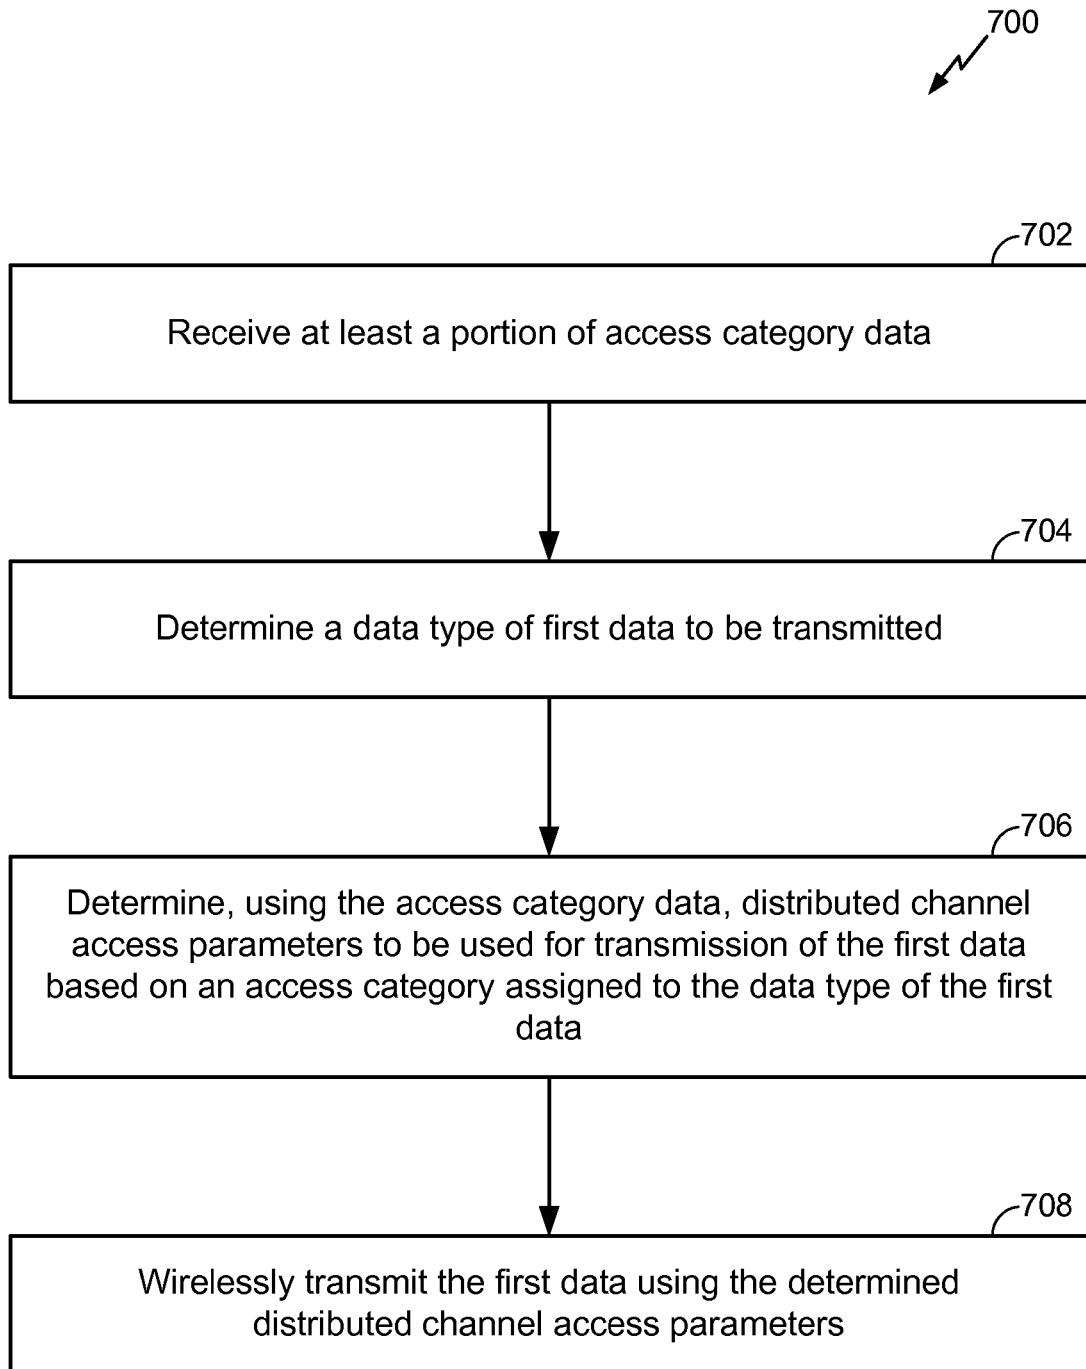 700
702
Receive at least a portion of access category data
704
Determine a data type of first data to be transmitted
706
Determine, using the access category data, distributed channel
access parameters to be used for transmission of the first data
based on an access category assigned to the data type of the first
data
708
Wirelessly transmit the first data using the determined
distributed channel access parameters